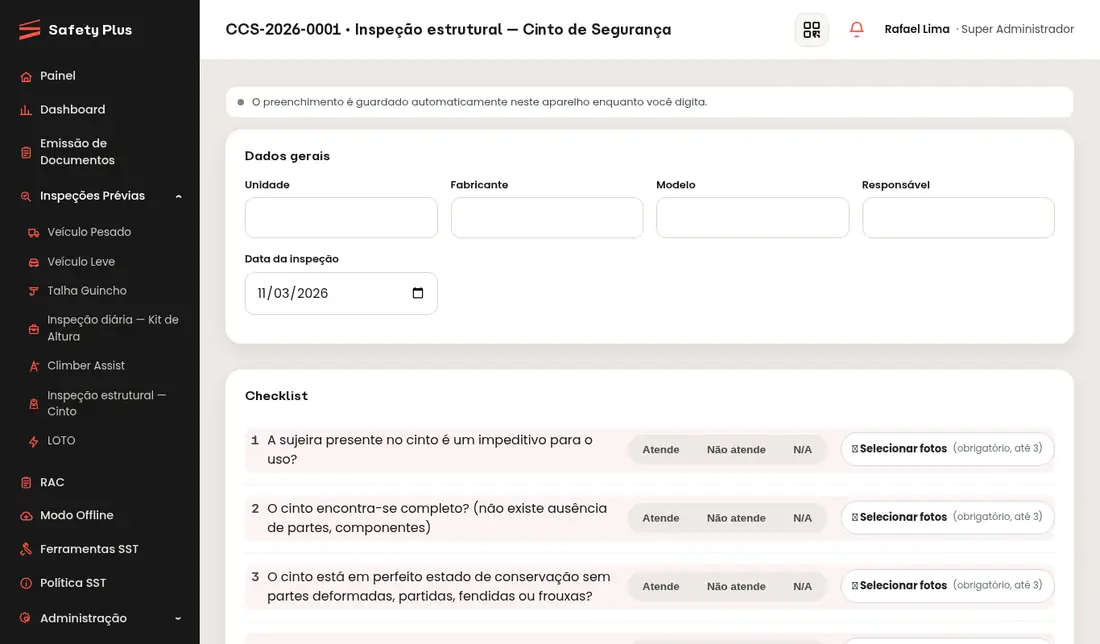 Safety Plus
Painel
Dashboard
Emissão de
Documentos
Inspeções Prévias
Veículo Pesado
Veículo Leve
Talha Guincho
Inspeção diária — Kit de
Altura
Climber Assist
Inspeção estrutural —
Cinto
LOTO
RAC
Modo Offline
Ferramentas SST
Política SST
Administração
CCS-2026-0001 • Inspeção estrutural — Cinto de Segurança
Rafael Lima · Super Administrador
O preenchimento é guardado automaticamente neste aparelho enquanto você digita.
Dados gerais
Unidade Fabricante Modelo Responsável
Data da inspeção
11/03/2026
Checklist
1 A sujeira presente no cinto é um impeditivo para o
uso?
Atende Não atende N/A Selecionar fotos (obrigatório, até 3)
2 O cinto encontra-se completo? (não existe ausência
de partes, componentes)
Atende Não atende N/A Selecionar fotos (obrigatório, até 3)
3 O cinto está em perfeito estado de conservação sem
partes deformadas, partidas, fendidas ou frouxas?
Atende Não atende N/A Selecionar fotos (obrigatório, até 3)